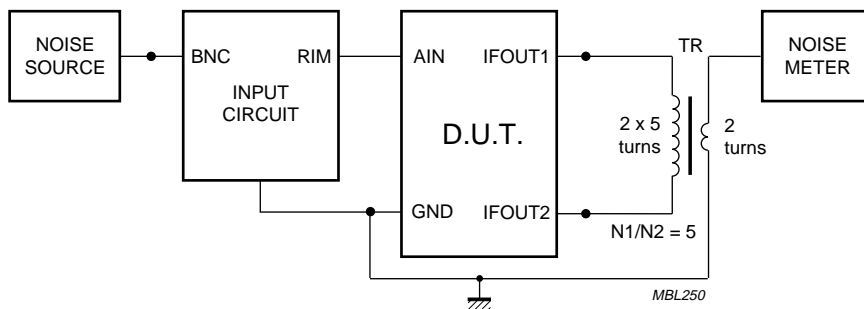 NOISE
SOURCE
BNC
RIM
INPUT
CIRCUIT
AIN
IFOUT1
D.U.T.
GND
IFOUT2
TR
2 x 5
turns
2
turns
N1/N2 = 5
NOISE
METER
MBL250